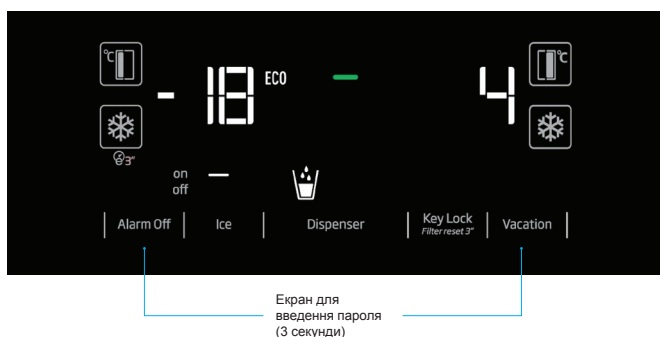 °C
°C
- 18 ECO
4
3"
on
off
Alarm Off
Ice
Dispenser
Key Lock
Filter reset 3"
Vacation
Екран для
введення пароля
(3 секунди)